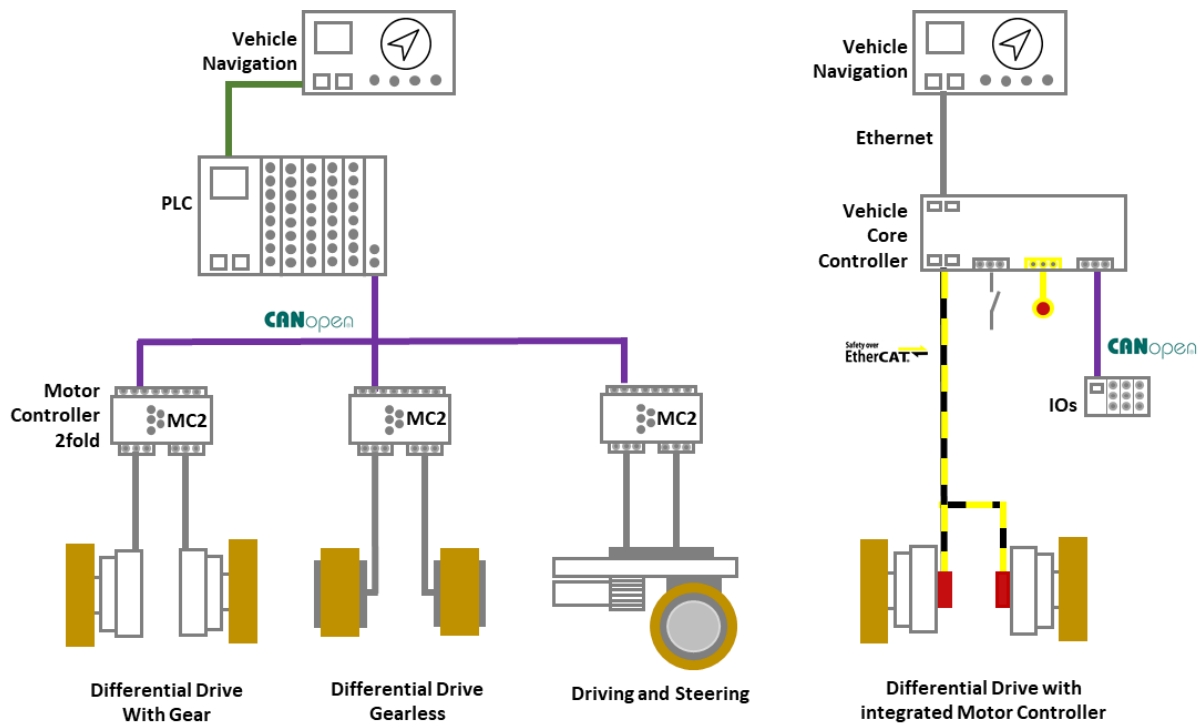 Vehicle
Navigation
PLC
CANopen
Motor
Controller
2fold
MC2
MC2
MC2
Differential Drive
With Gear
Differential Drive
Gearless
Driving and Steering
Vehicle
Navigation
Ethernet
Vehicle
Core
Controller
Safety over
EtherCAT®
CANopen
IOs
Differential Drive with
integrated Motor Controller